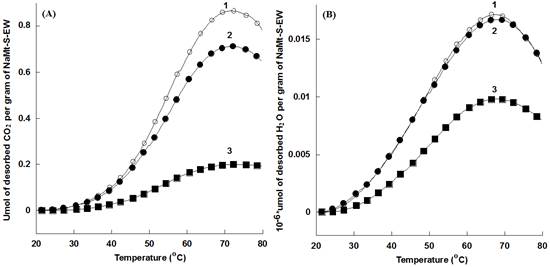 (A)
Umol of desorbed CO2 per gram of NaMt-S-EW
0.8
0.6
0.4
0.2
0
20 30 40 50 60 70 80
Temperature (°C)
1
2
3
(B)
10-6 umol of desorbed H2O per gram of NaMt-S-EW
0.015
0.01
0.005
0
20 30 40 50 60 70 80
Temperature (°C)
1
2
3